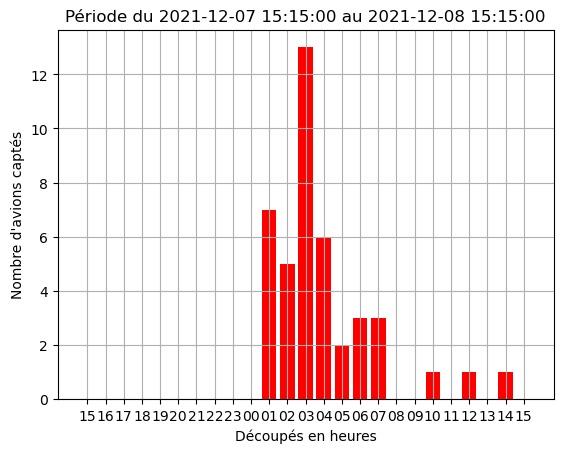 Période du 2021-12-07 15:15:00 au 2021-12-08 15:15:00
Nombre d'avions captés
12
10
8
6
4
2
0
15 16 17 18 19 20 21 22 23 00 01 02 03 04 05 06 07 08 09 10 11 12 13 14 15
Découpés en heures